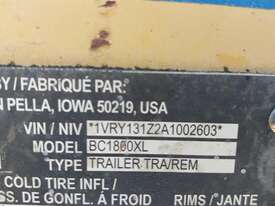 BY / FABRIQUÉ PAR:
N PELLA, IOWA 50219, USA
VIN / NIV *1VRY131Z2A1002603*
MODEL BC1800XL
TYPE TRAILER TRA/REM
COLD TIRE INFL /
SS. DE GONFL. À FROID RIMS / JANTE